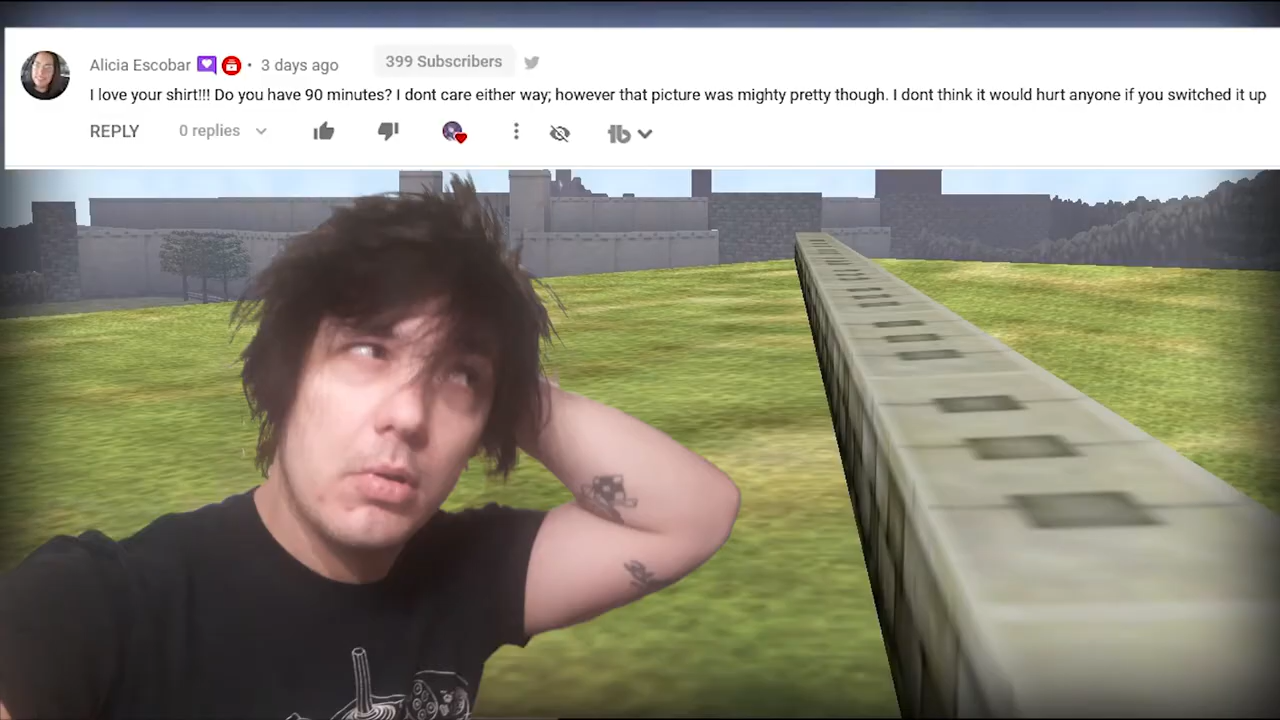 Alicia Escobar • 3 days ago 399 Subscribers
I love your shirt!!! Do you have 90 minutes? I dont care either way; however that picture was mighty pretty though. I dont think it would hurt anyone if you switched it up
REPLY 0 replies